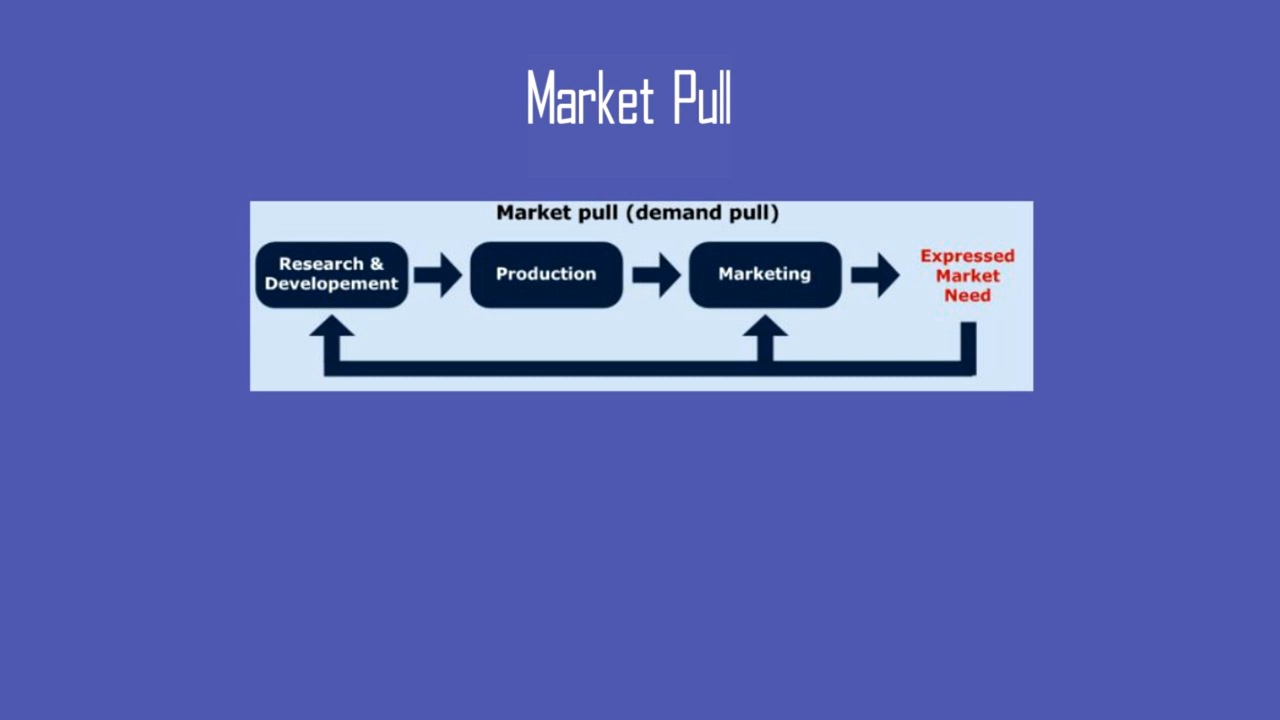 Market Pull
Market pull (demand pull)
Research &
Developement
Production
Marketing
Expressed
Market
Need